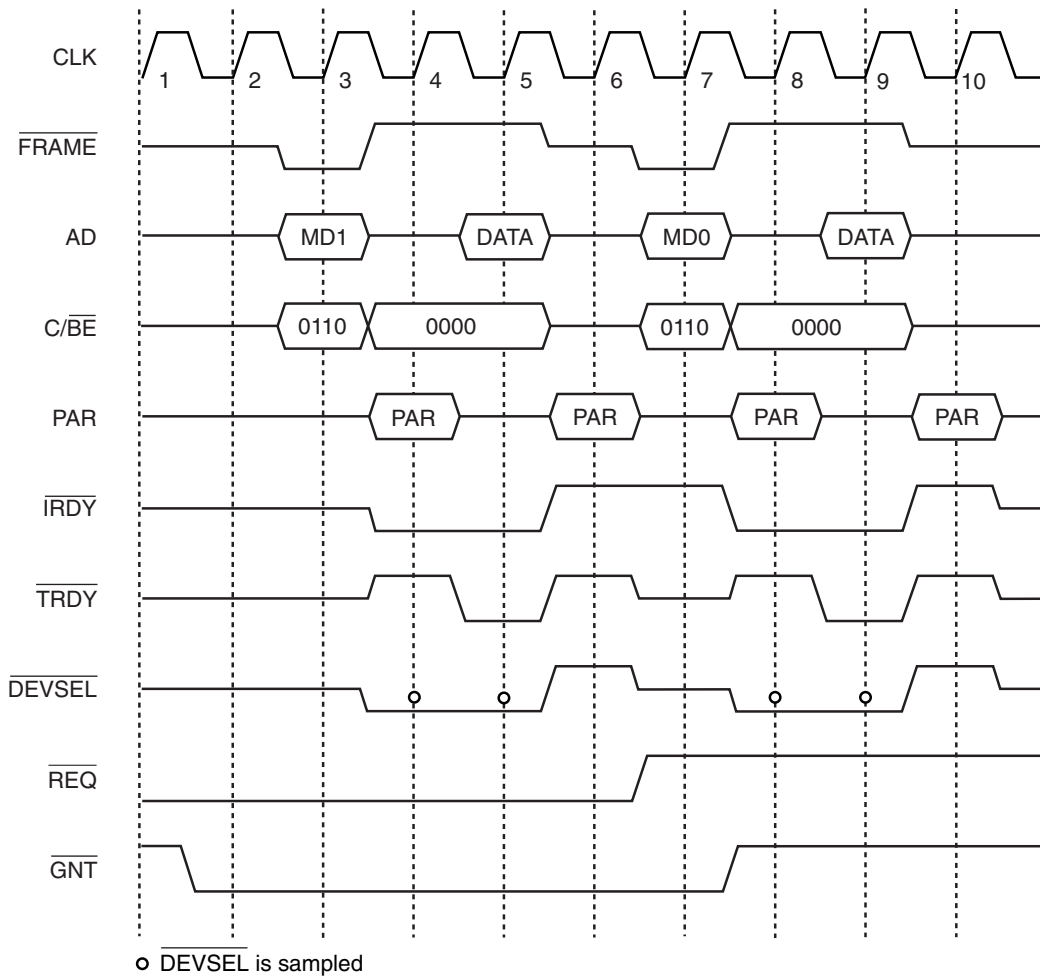 CLK
1 2 3 4 5 6 7 8 9 10
FRAME
AD
MD1 DATA MD0 DATA
C/BE
0110 0000 0110 0000
PAR
PAR PAR PAR PAR
IRDY
TRDY
DEVSEL
REQ
GNT
DEVSEL is sampled